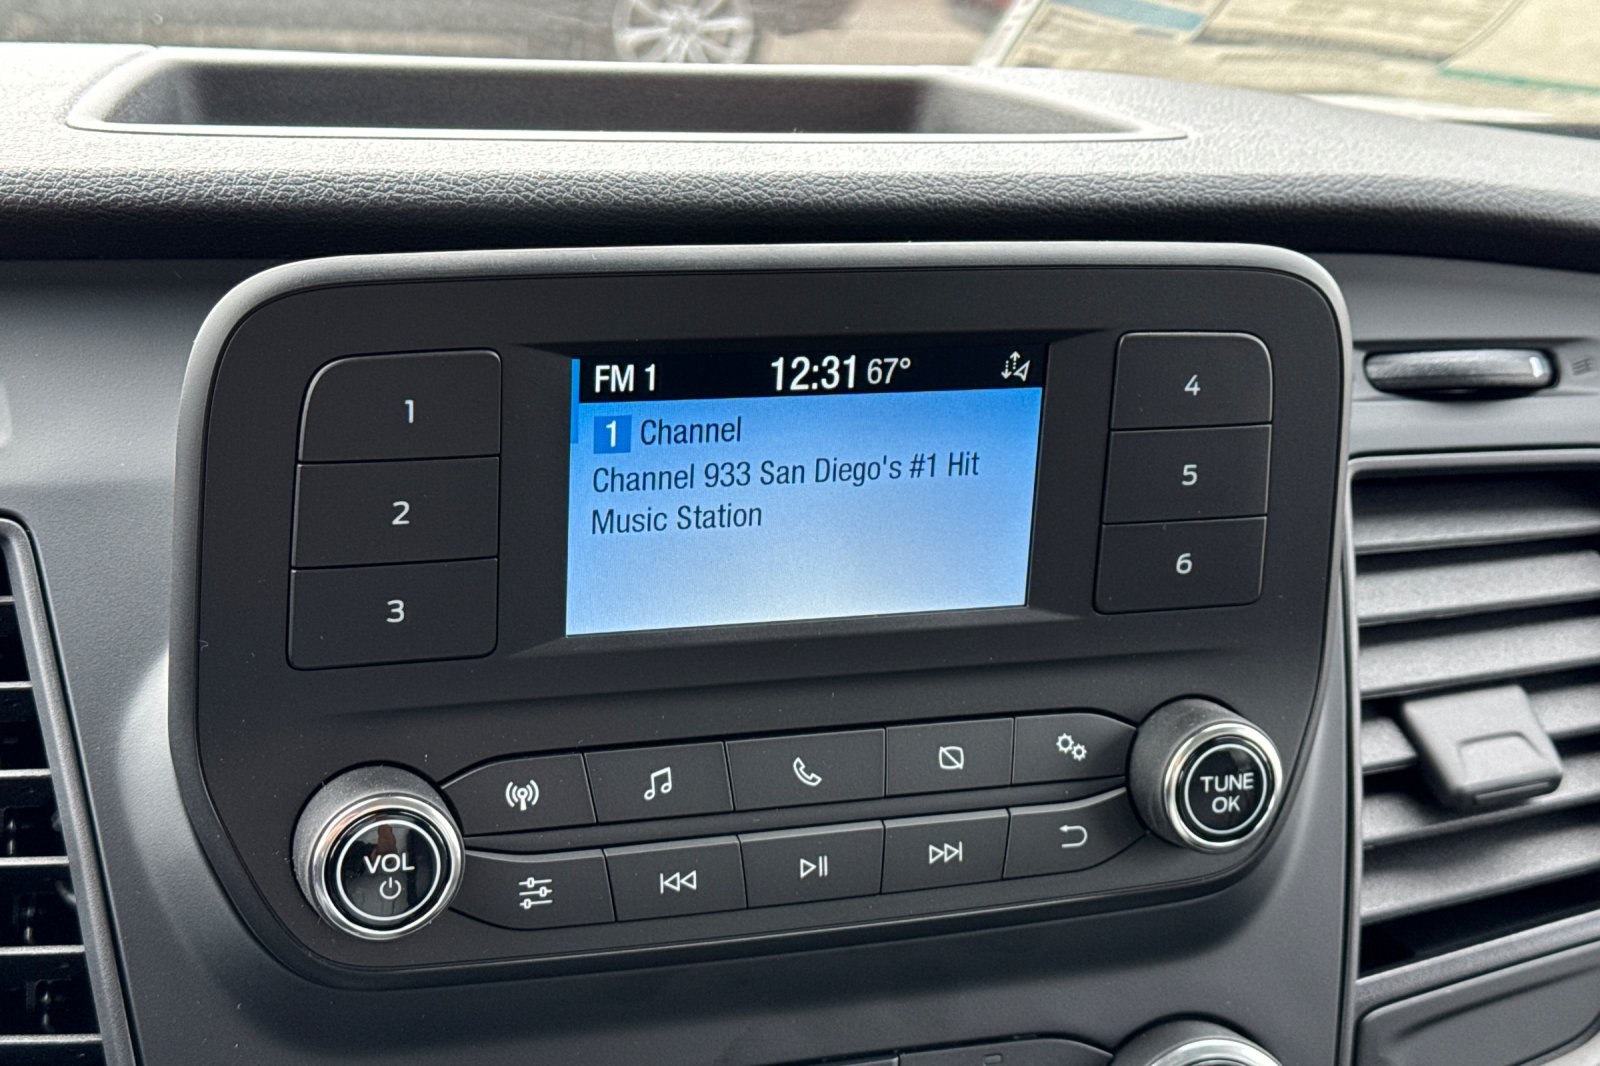 FM 1 12:31 67°
1 Channel
Channel 933 San Diego's #1 Hit
Music Station
1
2
3
4
5
6
VOL
TUNE
OK